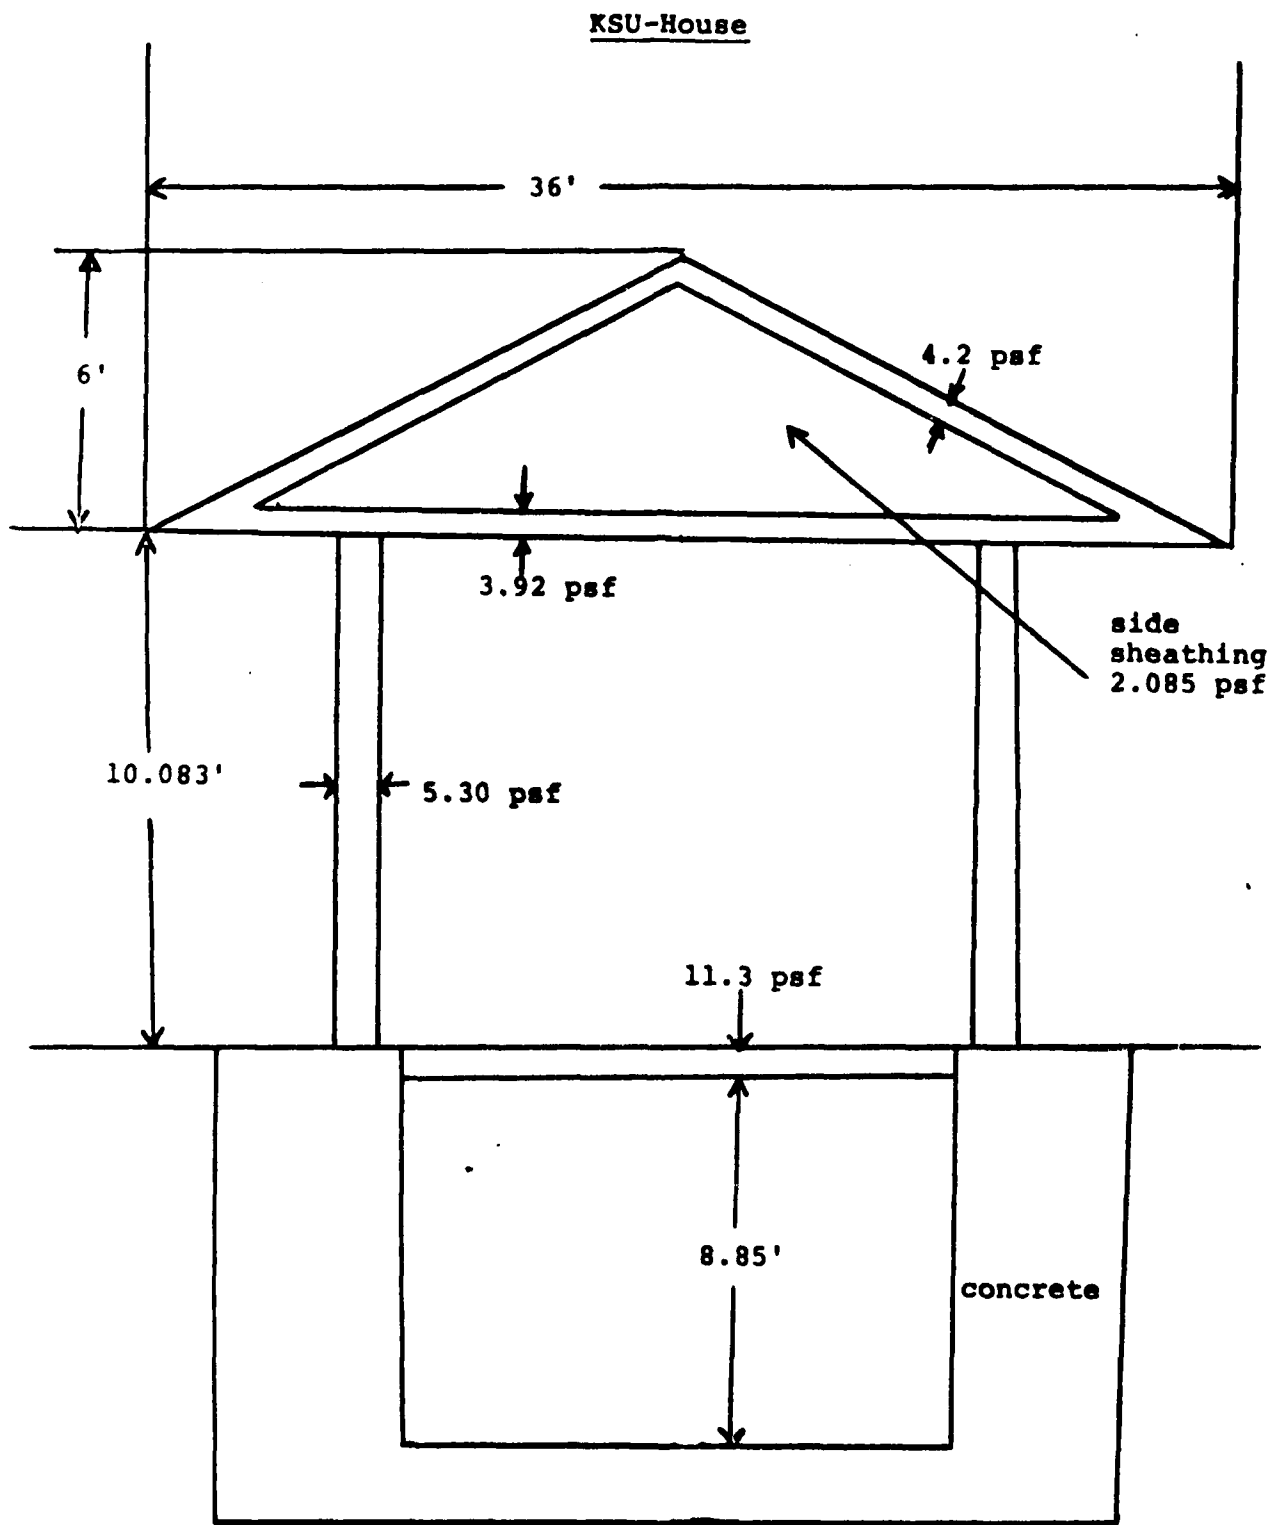 KSU-House
36'
6'
4.2 psf
3.92 psf
side
sheathing
2.085 psf
10.083'
5.30 psf
11.3 psf
8.85'
concrete